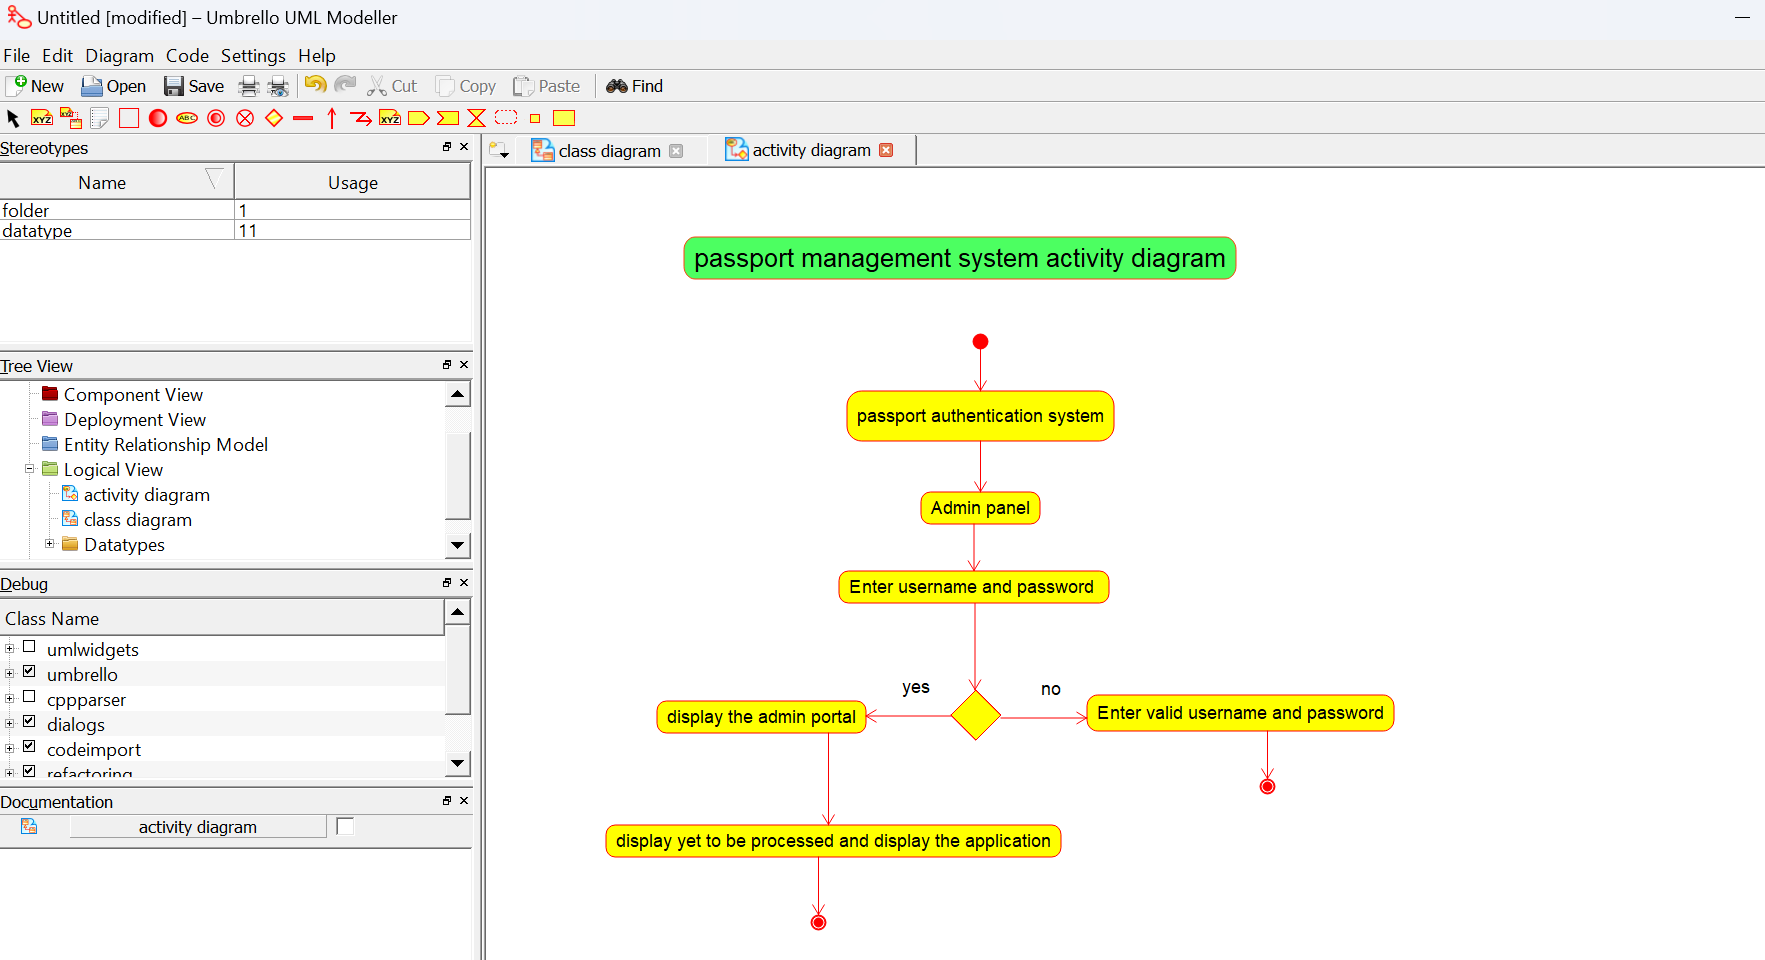 Untitled [modified] – Umbrello UML Modeller
File Edit Diagram Code Settings Help
New Open Save Cut Copy Paste Find
XYZ XYZ ABC XYZ
Stereotypes
class diagram
activity diagram
Name Usage
folder 1
datatype 11
Tree View
Component View
Deployment View
Entity Relationship Model
Logical View
activity diagram
class diagram
Datatypes
Debug
Class Name
umlwidgets
umbrello
cppparser
dialogs
codeimport
refactoring
Documentation
activity diagram
passport management system activity diagram
passport authentication system
Admin panel
Enter username and password
yes
no
display the admin portal
Enter valid username and password
display yet to be processed and display the application